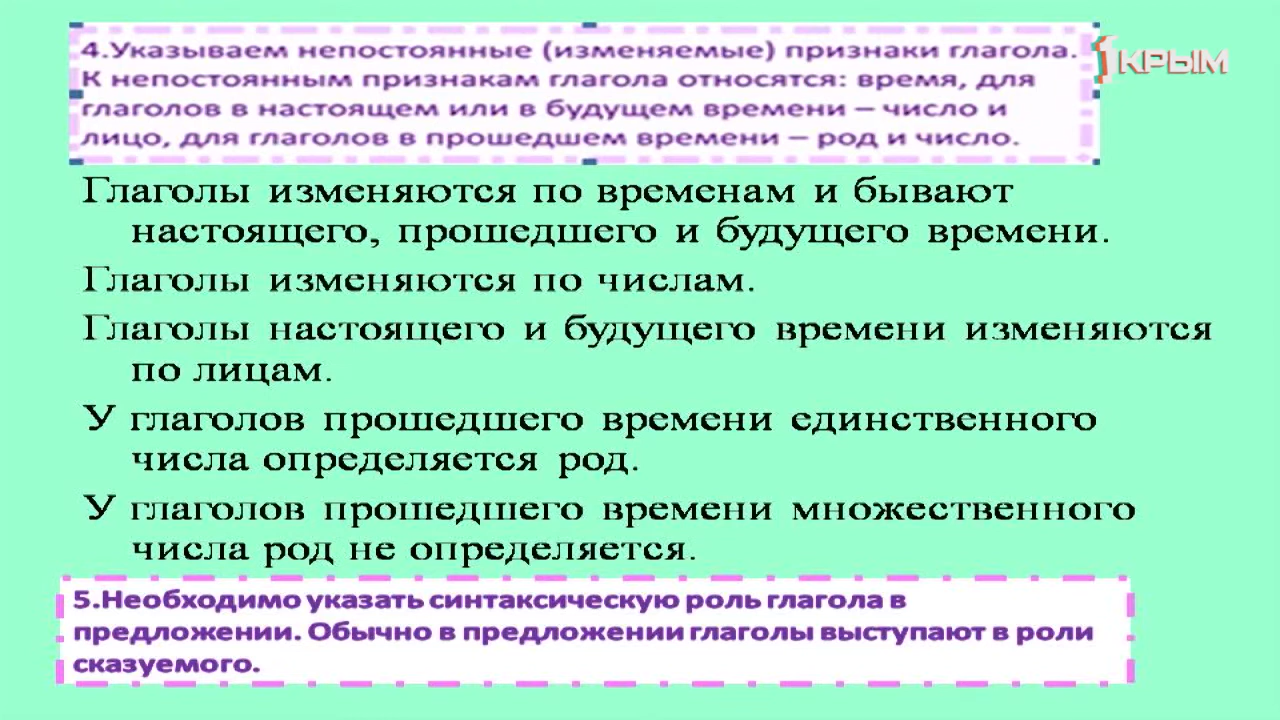 4.Указываем непостоянные (изменяемые) признаки глагола.
К непостоянным признакам глагола относятся: время, для
глаголов в настоящем или в будущем времени – число и
лицо, для глаголов в прошедшем времени – род и число.
1 КРЫМ
Глаголы изменяются по временам и бывают
настоящего, прошедшего и будущего времени.
Глаголы изменяются по числам.
Глаголы настоящего и будущего времени изменяются
по лицам.
У глаголов прошедшего времени единственного
числа определяется род.
У глаголов прошедшего времени множественного
числа род не определяется.
5.Необходимо указать синтаксическую роль глагола в
предложении. Обычно в предложении глаголы выступают в роли
сказуемого.